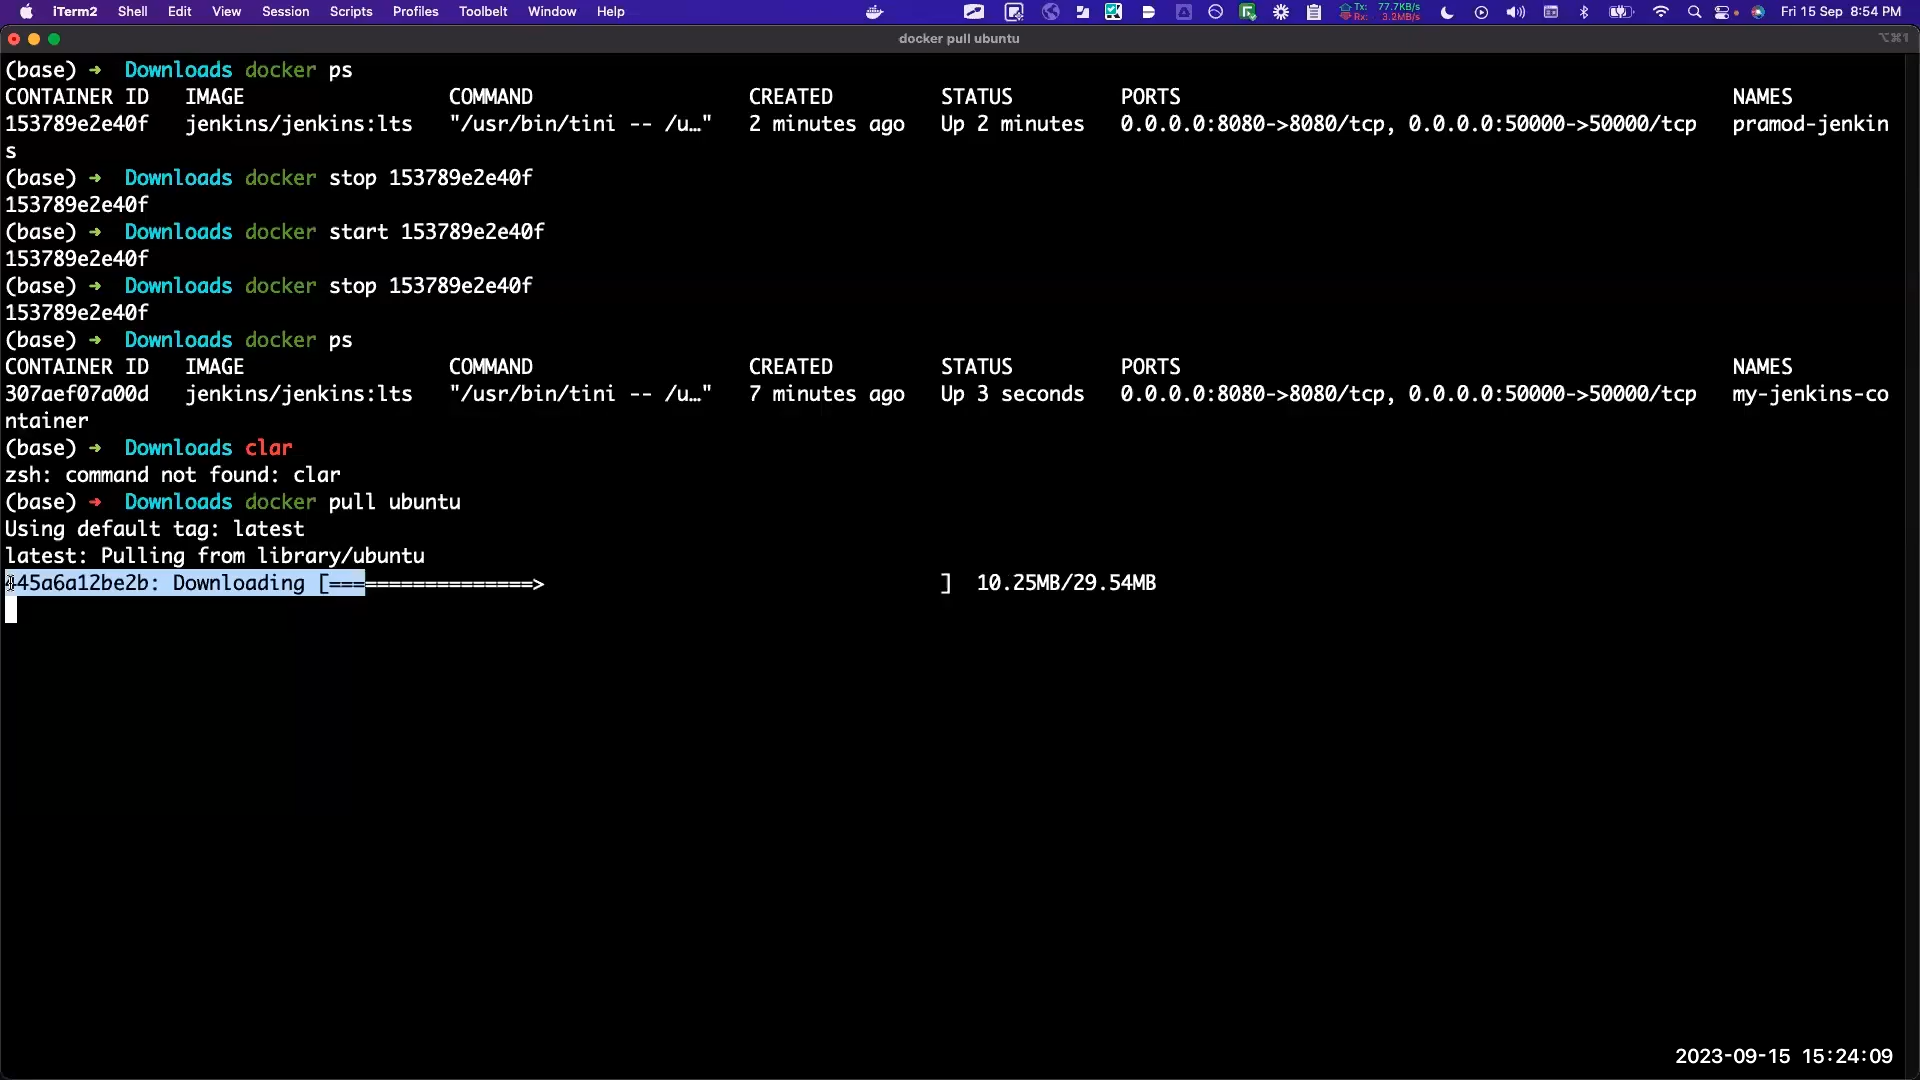 iTerm2 Shell Edit View Session Scripts Profiles Toolbelt Window Help Tx: 77.7KB/s Rx: 3.2MB/s Fri 15 Sep 8:54 PM
docker pull ubuntu ⌥⌘1
(base) ➜ Downloads docker ps
CONTAINER ID IMAGE COMMAND CREATED STATUS PORTS NAMES
153789e2e40f jenkins/jenkins:lts "/usr/bin/tini -- /u…" 2 minutes ago Up 2 minutes 0.0.0.0:8080->8080/tcp, 0.0.0.0:50000->50000/tcp pramod-jenkin
s
(base) ➜ Downloads docker stop 153789e2e40f
153789e2e40f
(base) ➜ Downloads docker start 153789e2e40f
153789e2e40f
(base) ➜ Downloads docker stop 153789e2e40f
153789e2e40f
(base) ➜ Downloads docker ps
CONTAINER ID IMAGE COMMAND CREATED STATUS PORTS NAMES
307aef07a00d jenkins/jenkins:lts "/usr/bin/tini -- /u…" 7 minutes ago Up 3 seconds 0.0.0.0:8080->8080/tcp, 0.0.0.0:50000->50000/tcp my-jenkins-co
ntainer
(base) ➜ Downloads clar
zsh: command not found: clar
(base) ➜ Downloads docker pull ubuntu
Using default tag: latest
latest: Pulling from library/ubuntu
445a6a12be2b: Downloading [=================> ] 10.25MB/29.54MB
2023-09-15 15:24:09